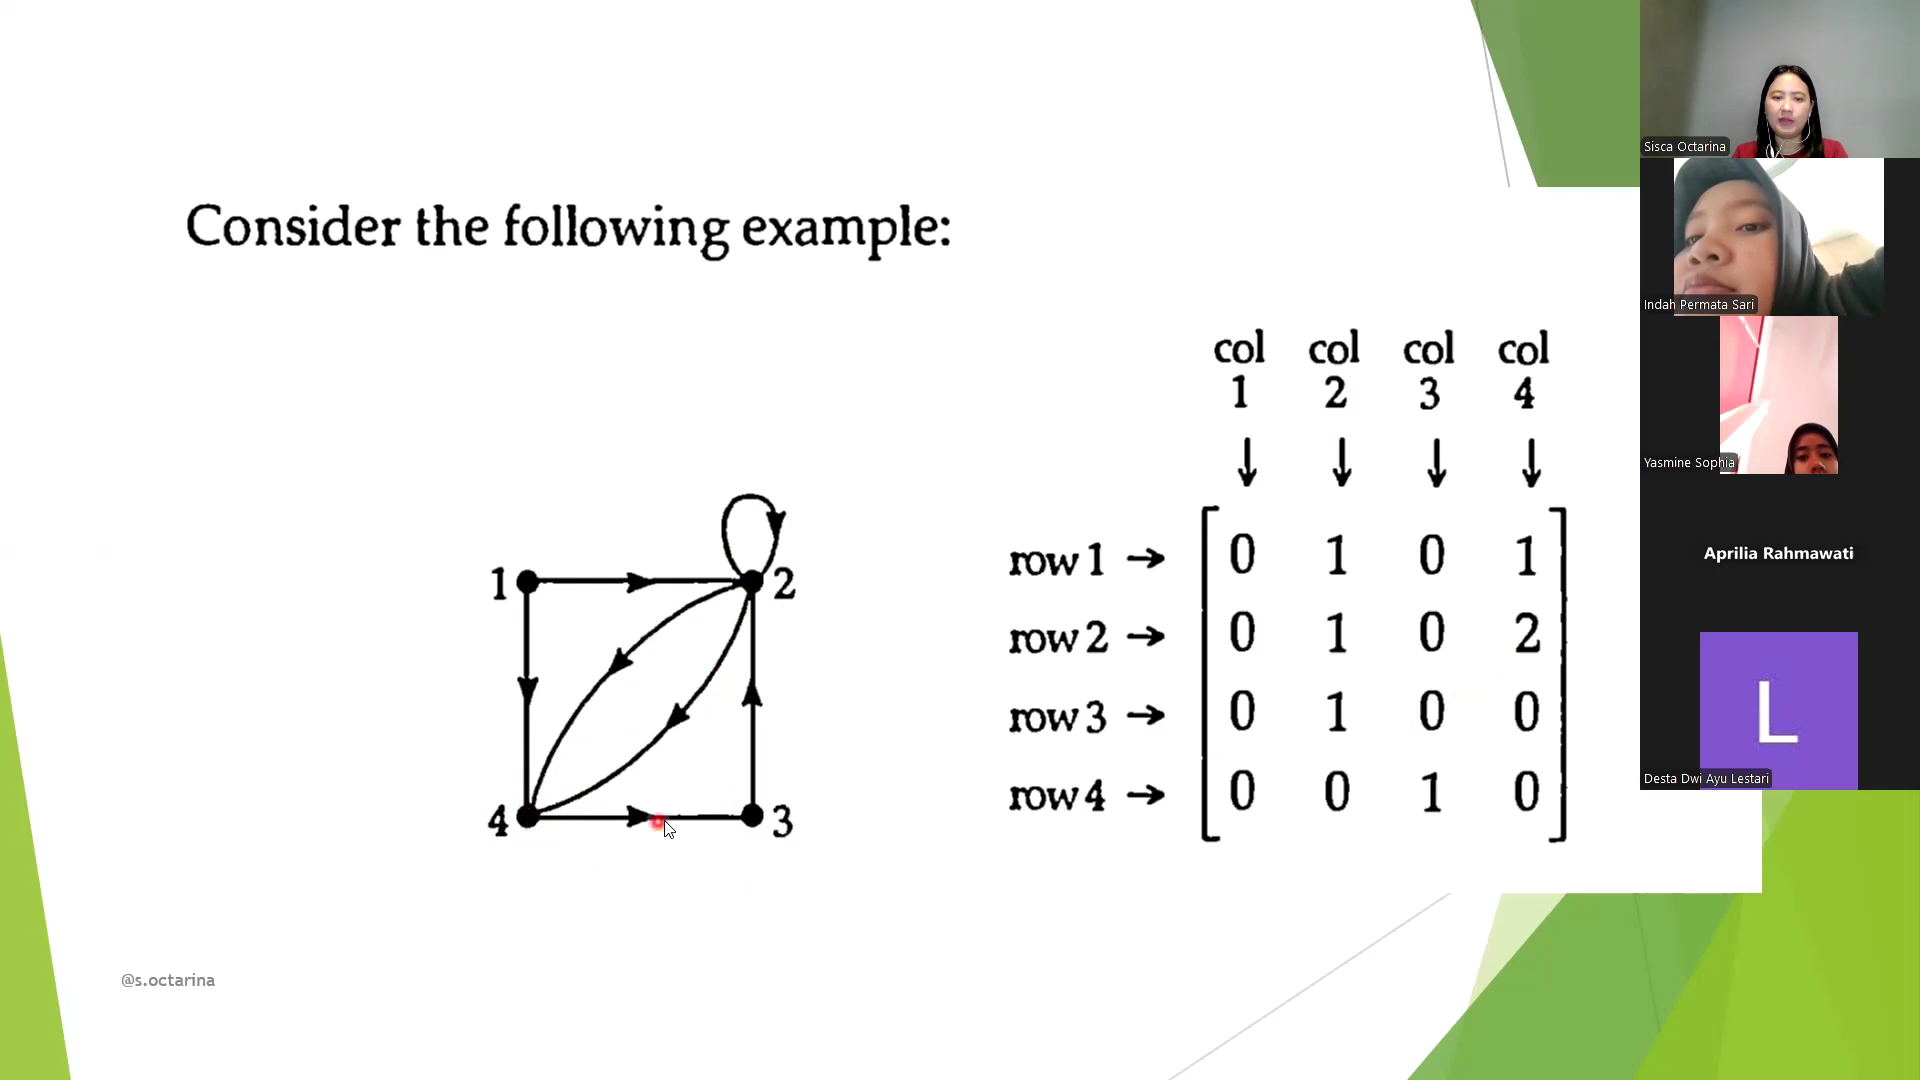 Consider the following example:
col col col col
1 2 3 4
↓ ↓ ↓ ↓
row 1 → 0 1 0 1
row 2 → 0 1 0 2
row 3 → 0 1 0 0
row 4 → 0 0 1 0
1 2
4 3
@s.octarina
Sisca Octarina
Indah Permata Sari
Yasmine Sophia
Aprilia Rahmawati
L
Desta Dwi Ayu Lestari